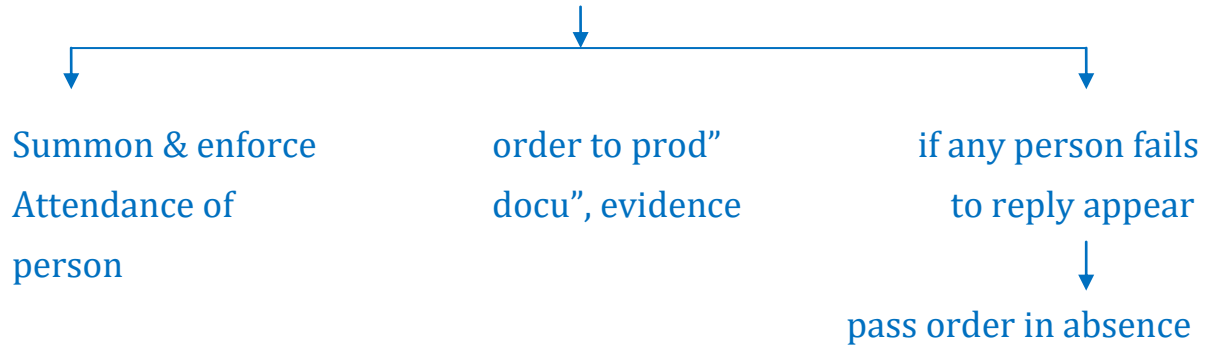 Summon & enforce
Attendance of
person
order to prod”
docu”, evidence
if any person fails
to reply appear
pass order in absence